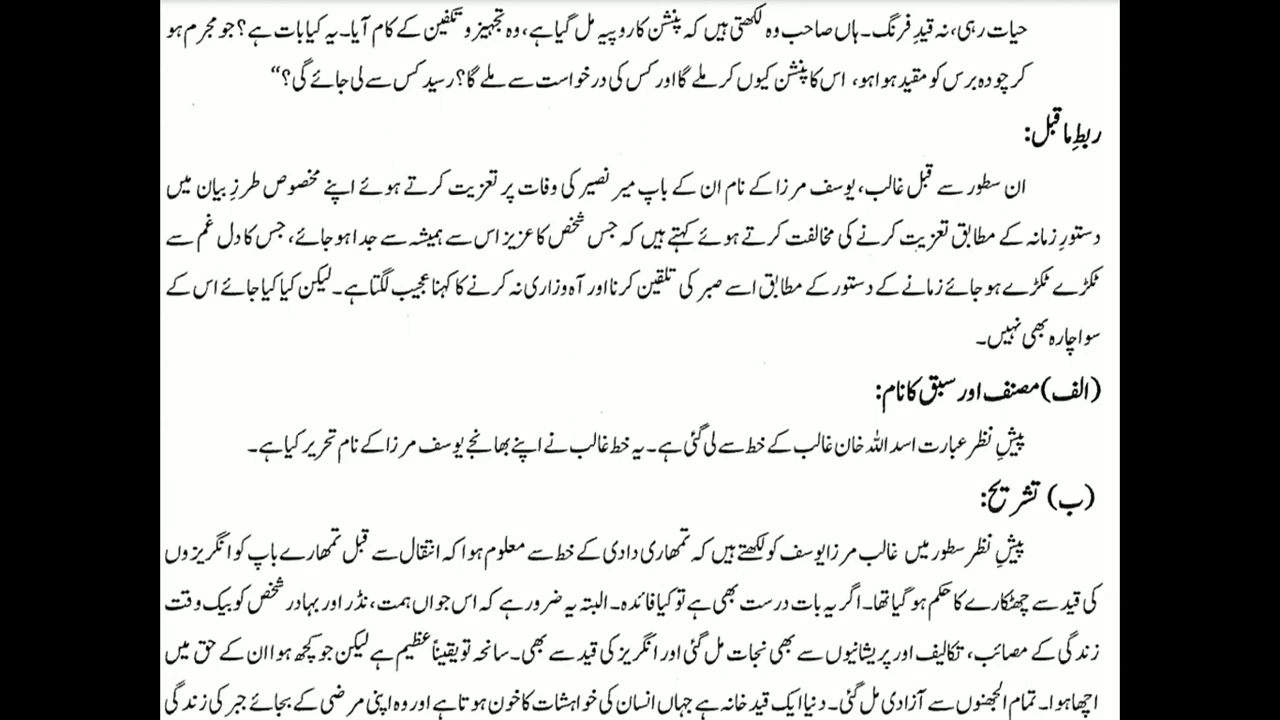 حیات رہی، نہ قیدِ فرنگ۔ ہاں صاحب وہ لکھتی ہیں کہ پنشن کا روپیہ مل گیا ہے، وہ تجہیز و تکفین کے کام آیا۔ یہ کیا بات ہے؟ جو مجرم ہو
کر چودہ برس کو مقید ہوا ہو، اس کا پنشن کیوں کر ملے گا اور کس کی درخواست سے ملے گا؟ رسید کس سے لی جائے گی؟“
ربطِ ماقبل:
ان سطور سے قبل غالب، یوسف مرزا کے نام ان کے باپ میر نصیر کی وفات پر تعزیت کرتے ہوئے اپنے مخصوص طرزِ بیان میں
دستورِ زمانہ کے مطابق تعزیت کرنے کی مخالفت کرتے ہوئے کہتے ہیں کہ جس شخص کا عزیز اس سے ہمیشہ سے جدا ہو جائے، جس کا دل غم سے
ٹکڑے ٹکڑے ہو جائے زمانے کے دستور کے مطابق اسے صبر کی تلقین کرنا اور آہ وزاری نہ کرنے کا کہنا عجیب لگتا ہے۔ لیکن کیا کیا جائے اس کے
سوا چارہ بھی نہیں۔
(الف) مصنف اور سبق کا نام:
پیشِ نظر عبارت اسد اللہ خان غالب کے خط سے لی گئی ہے۔ یہ خط غالب نے اپنے بھانجے یوسف مرزا کے نام تحریر کیا ہے۔
(ب) تشریح:
پیشِ نظر سطور میں غالب مرزا یوسف کو لکھتے ہیں کہ تمھاری دادی کے خط سے معلوم ہوا کہ انتقال سے قبل تمھارے باپ کو انگریزوں
کی قید سے چھٹکارے کا حکم ہو گیا تھا۔ اگر یہ بات درست بھی ہے تو کیا فائدہ۔ البتہ یہ ضرور ہے کہ اس جواں ہمت، نڈر اور بہادر شخص کو بیک وقت
زندگی کے مصائب، تکالیف اور پریشانیوں سے بھی نجات مل گئی اور انگریز کی قید سے بھی۔ سانحہ تو یقیناً عظیم ہے لیکن جو کچھ ہوا ان کے حق میں
اچھا ہوا۔ تمام الجھنوں سے آزادی مل گئی۔ دنیا ایک قید خانہ ہے جہاں انسان کی خواہشات کا خون ہوتا ہے اور وہ اپنی مرضی کے بجائے جبر کی زندگی